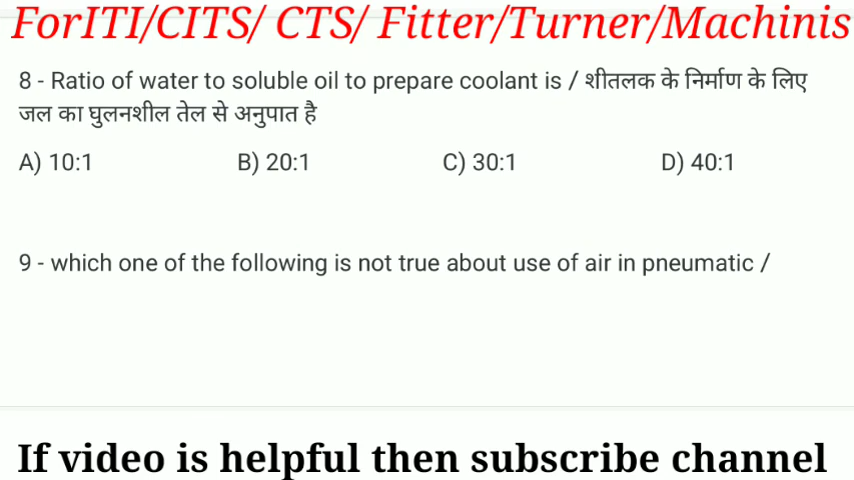 ForITI/CITS/ CTS/ Fitter/Turner/Machinis
8 - Ratio of water to soluble oil to prepare coolant is / शीतलक के निर्माण के लिए
जल का घुलनशील तेल से अनुपात है
A) 10:1 B) 20:1 C) 30:1 D) 40:1
9 - which one of the following is not true about use of air in pneumatic /
If video is helpful then subscribe channel